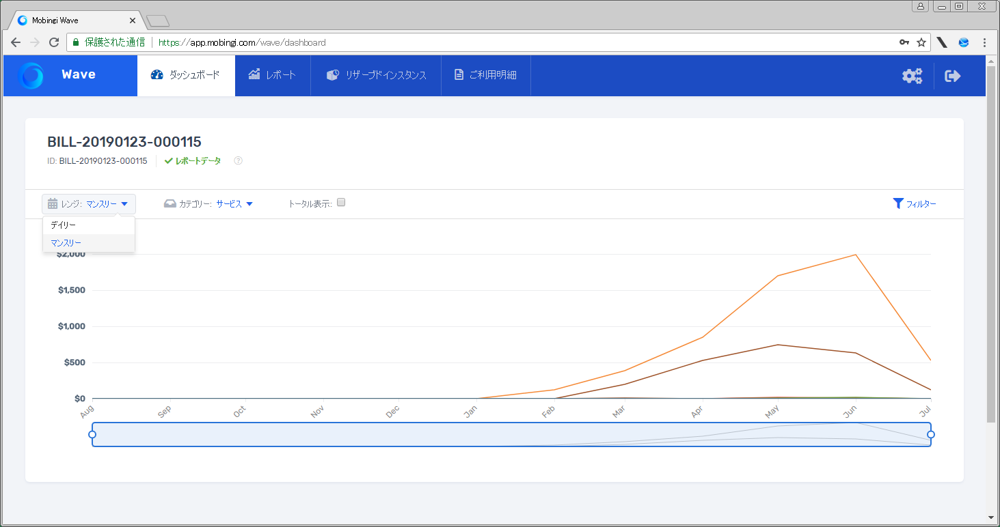 Mobingi Wave
保護された通信 https://app.mobingi.com/wave/dashboard
Wave ダッシュボード レポート リザーブドインスタンス ご利用明細
BILL-20190123-000115
ID: BILL-20190123-000115 レポートデータ ?
レンジ: マンスリー カテゴリー: サービス トータル表示: フィルター
デイリー
マンスリー
$2,000
$1,500
$1,000
$500
$0
Aug Sep Oct Nov Dec Jan Feb Mar Apr May Jun Jul